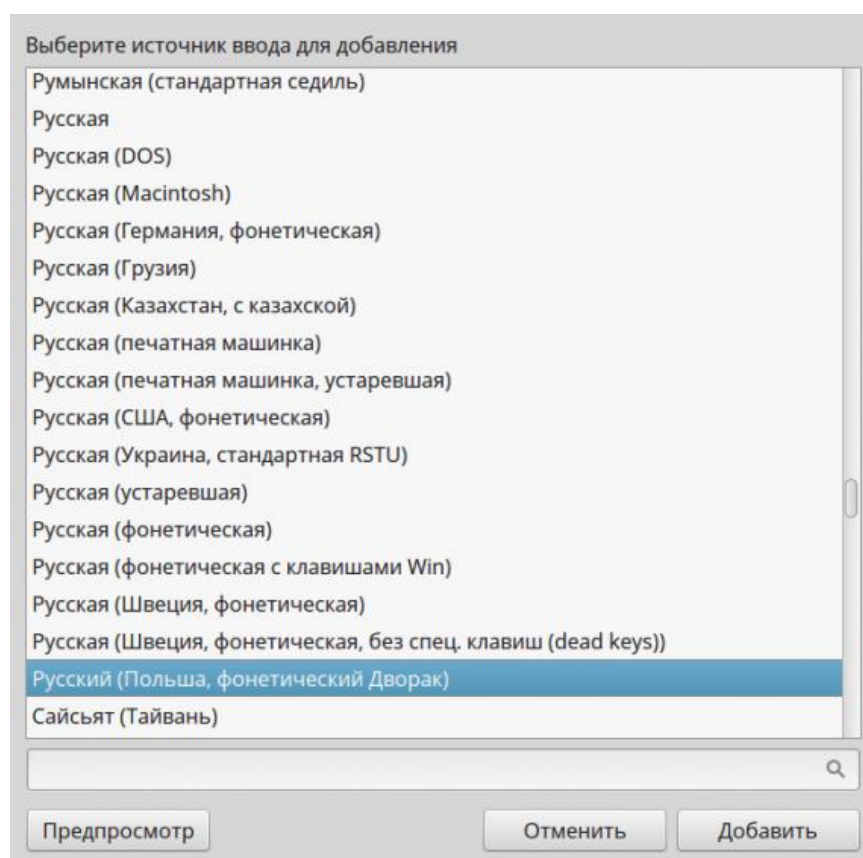 Выберите источник ввода для добавления
Румынская (стандартная седиль)
Русская
Русская (DOS)
Русская (Macintosh)
Русская (Германия, фонетическая)
Русская (Грузия)
Русская (Казахстан, с казахской)
Русская (печатная машинка)
Русская (печатная машинка, устаревшая)
Русская (США, фонетическая)
Русская (Украина, стандартная RSTU)
Русская (устаревшая)
Русская (фонетическая)
Русская (фонетическая с клавишами Win)
Русская (Швеция, фонетическая)
Русская (Швеция, фонетическая, без спец. клавиш (dead keys))
Русский (Польша, фонетический Дворак)
Сайсьят (Тайвань)
Предпросмотр Отменить Добавить